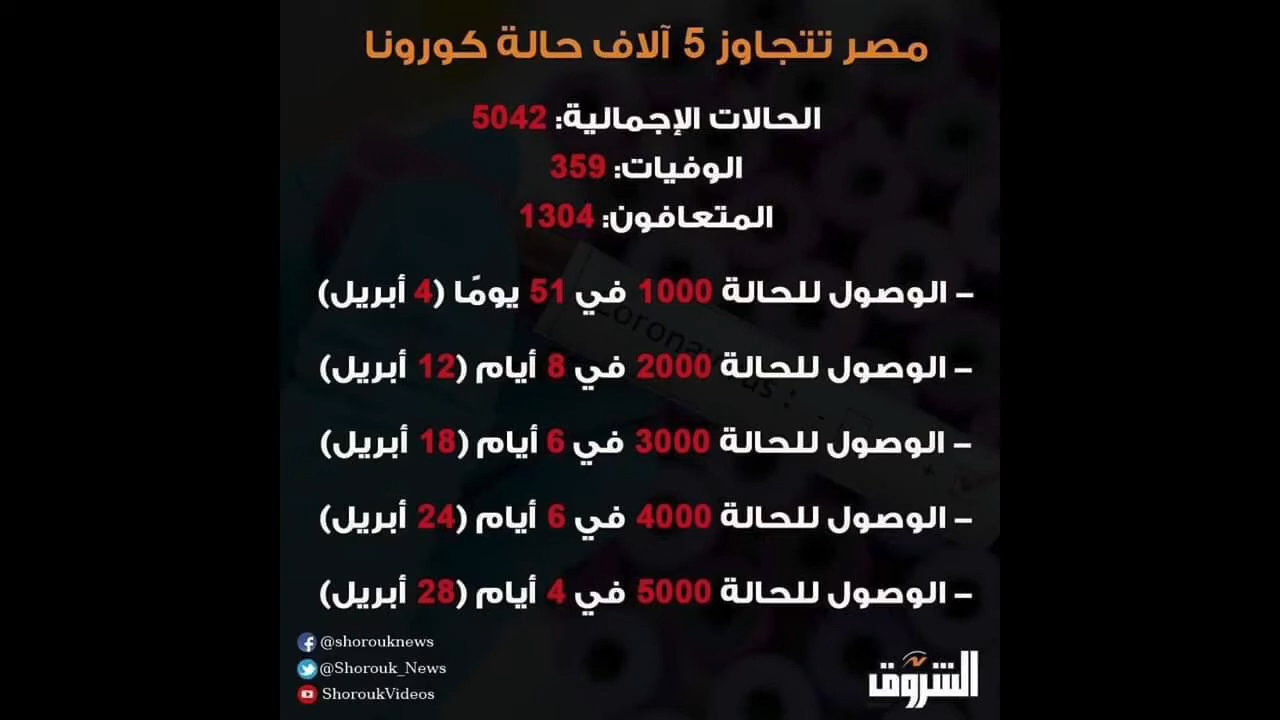 مصر تتجاوز 5 آلاف حالة كورونا
الحالات الإجمالية: 5042
الوفيات: 359
المتعافون: 1304
– الوصول للحالة 1000 في 51 يومًا (4 أبريل)
– الوصول للحالة 2000 في 8 أيام (12 أبريل)
– الوصول للحالة 3000 في 6 أيام (18 أبريل)
– الوصول للحالة 4000 في 6 أيام (24 أبريل)
– الوصول للحالة 5000 في 4 أيام (28 أبريل)
Coronavirus :
@shorouknews
@Shorouk_News
ShoroukVideos
الشروق